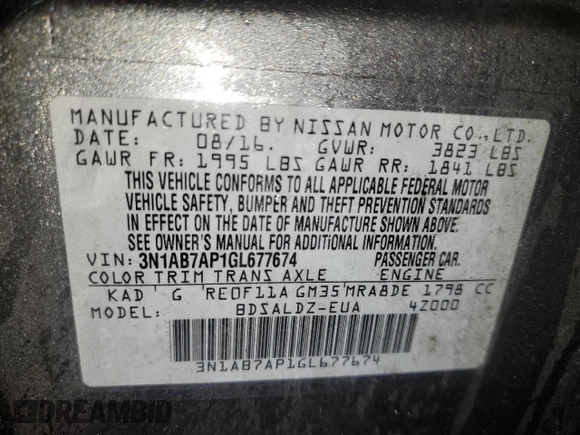 MANUFACTURED BY NISSAN MOTOR CO.,LTD.
DATE: 08/16. GVWR: 3823 LBS
GAWR FR: 1995 LBS GAWR RR: 1841 LBS
THIS VEHICLE CONFORMS TO ALL APPLICABLE FEDERAL MOTOR
VEHICLE SAFETY, BUMPER AND THEFT PREVENTION STANDARDS
IN EFFECT ON THE DATE OF MANUFACTURE SHOWN ABOVE.
SEE OWNER'S MANUAL FOR ADDITIONAL INFORMATION.
VIN: 3N1AB7AP1GL677674 PASSENGER CAR.
COLOR TRIM TRANS AXLE ENGINE
KAD G RE0F11A GM35 MRA8DE 1798 CC
MODEL: BDSALDZ-EUA 4Z000
3N1AB7AP1GL677674
DREAMBID